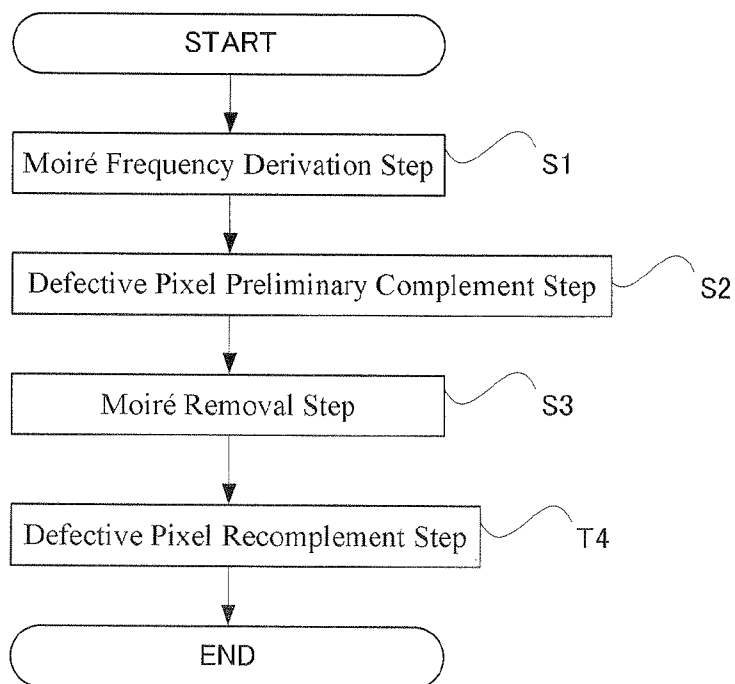 START
Moiré Frequency Derivation Step
S1
Defective Pixel Preliminary Complement Step
S2
Moiré Removal Step
S3
Defective Pixel Recomplement Step
T4
END